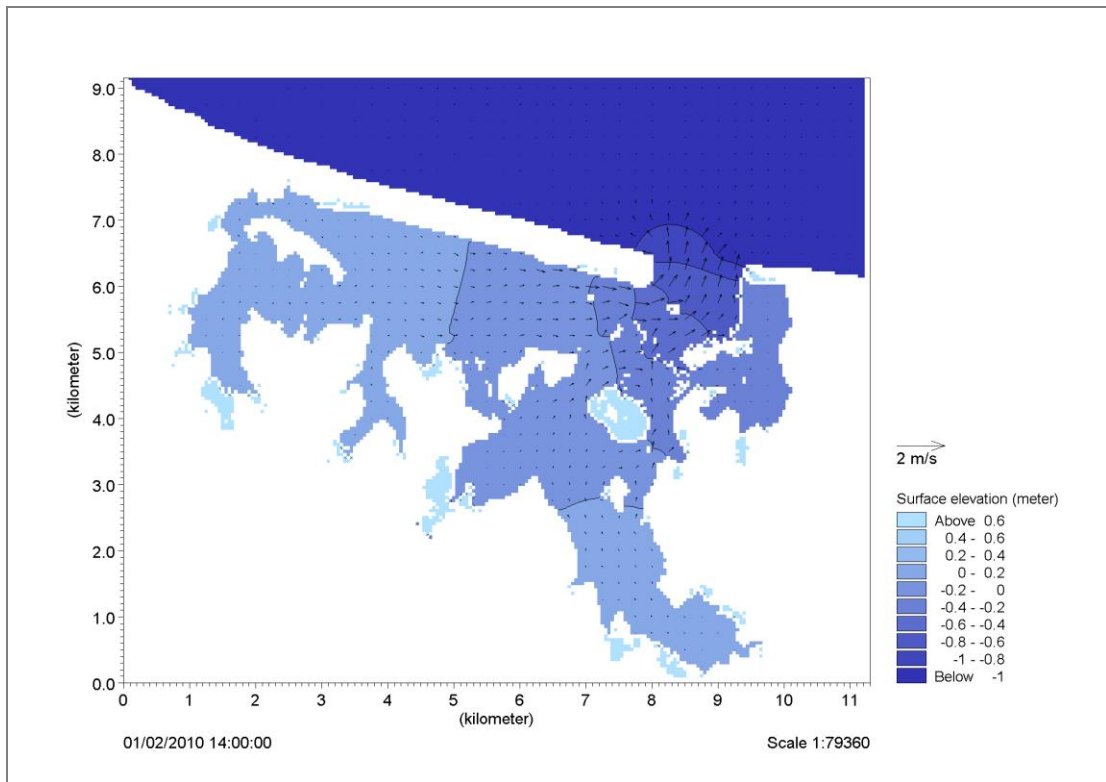 9.0
8.0
7.0
6.0
5.0
4.0
3.0
2.0
1.0
0.0
(kilometer)
0 1 2 3 4 5 6 7 8 9 10 11
(kilometer)
01/02/2010 14:00:00
Scale 1:79360
2 m/s
Surface elevation (meter)
Above 0.6
0.4 - 0.6
0.2 - 0.4
0 - 0.2
-0.2 - 0
-0.4 - -0.2
-0.6 - -0.4
-0.8 - -0.6
-1 - -0.8
Below -1